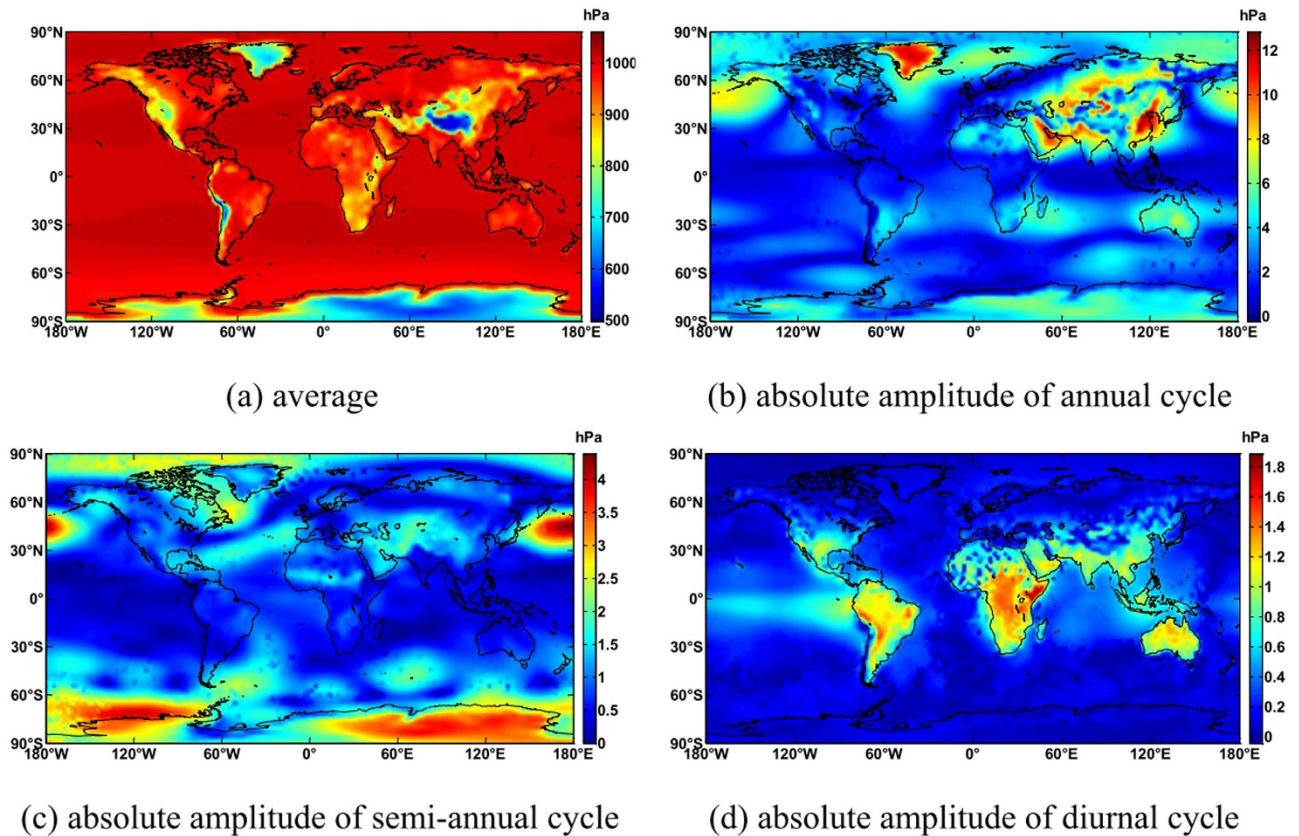 hPa
90°N
60°N
30°N
0°
30°S
60°S
90°S
180°W 120°W 60°W 0° 60°E 120°E 180°E
1000
900
800
700
600
500
(a) average
hPa
90°N
60°N
30°N
0°
30°S
60°S
90°S
180°W 120°W 60°W 0° 60°E 120°E 180°E
12
10
8
6
4
2
0
(b) absolute amplitude of annual cycle
hPa
90°N
60°N
30°N
0°
30°S
60°S
90°S
180°W 120°W 60°W 0° 60°E 120°E 180°E
4
3.5
3
2.5
2
1.5
1
0.5
0
(c) absolute amplitude of semi-annual cycle
hPa
90°N
60°N
30°N
0°
30°S
60°S
90°S
180°W 120°W 60°W 0° 60°E 120°E 180°E
1.8
1.6
1.4
1.2
1
0.8
0.6
0.4
0.2
0
(d) absolute amplitude of diurnal cycle